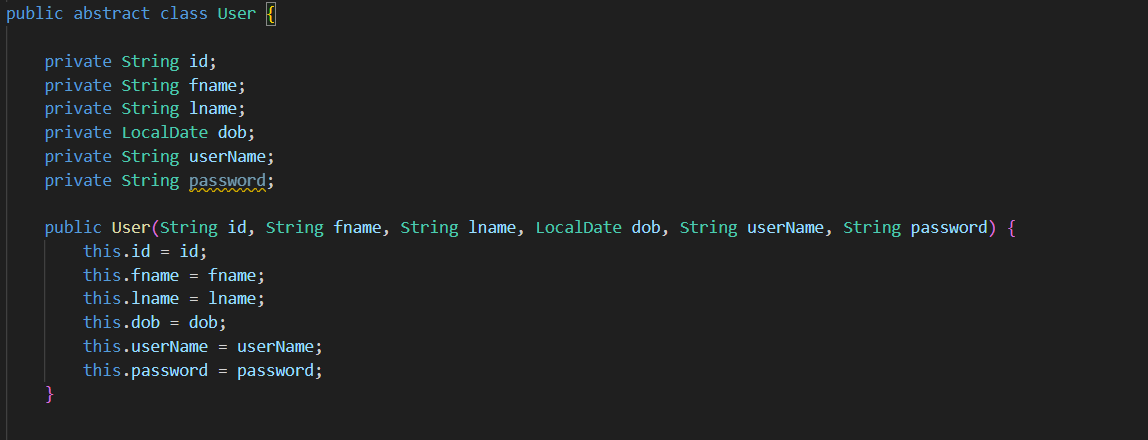 public abstract class User {
private String id;
private String fname;
private String lname;
private LocalDate dob;
private String userName;
private String password;
public User(String id, String fname, String lname, LocalDate dob, String userName, String password) {
this.id = id;
this.fname = fname;
this.lname = lname;
this.dob = dob;
this.userName = userName;
this.password = password;
}